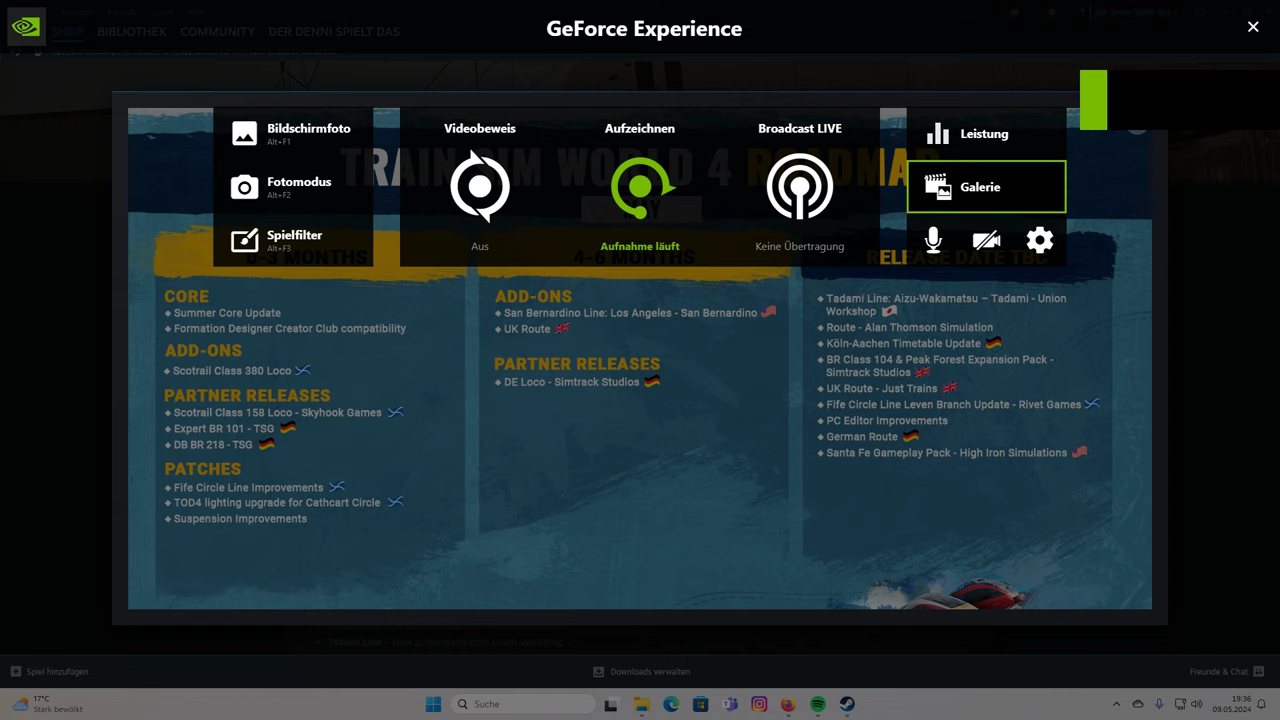 SHOP BIBLIOTHEK COMMUNITY DER DENNI SPIELT DAS
GeForce Experience
Bildschirmfoto
Alt+F1
Fotomodus
Alt+F2
Spielfilter
Alt+F3
Videobeweis
Aus
Aufzeichnen
Aufnahme läuft
Broadcast LIVE
Keine Übertragung
Leistung
Galerie
TRAIN SIM WORLD 4 ROADMAP
MAY
0-3 MONTHS
CORE
Summer Core Update
Formation Designer Creator Club compatibility
ADD-ONS
Scotrail Class 380 Loco
PARTNER RELEASES
Scotrail Class 158 Loco - Skyhook Games
Expert BR 101 - TSG
DB BR 218 - TSG
PATCHES
Fife Circle Line Improvements
TOD4 lighting upgrade for Cathcart Circle
Suspension Improvements
4-6 MONTHS
ADD-ONS
San Bernardino Line: Los Angeles - San Bernardino
UK Route
PARTNER RELEASES
DE Loco - Simtrack Studios
RELEASE DATE TBC
Tadami Line: Aizu-Wakamatsu – Tadami - Union
Workshop
Route - Alan Thomson Simulation
Köln-Aachen Timetable Update
BR Class 104 & Peak Forest Expansion Pack -
Simtrack Studios
UK Route - Just Trains
Fife Circle Line Leven Branch Update - Rivet Games
PC Editor Improvements
German Route
Santa Fe Gameplay Pack - High Iron Simulations
Spiel hinzufügen
Downloads verwalten
Freunde & Chat
17°C
Stark bewölkt
Suche
19:36
09.05.2024